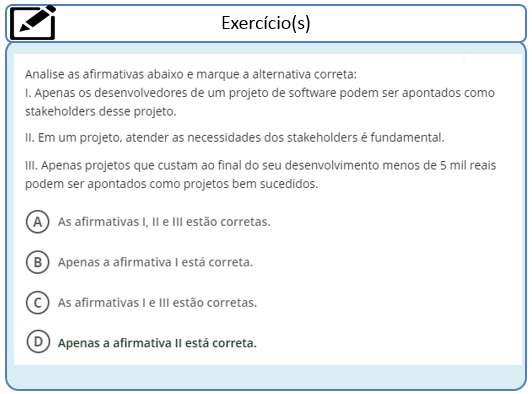 Exercício(s)
Analise as afirmativas abaixo e marque a alternativa correta:
I. Apenas os desenvolvedores de um projeto de software podem ser apontados como
stakeholders desse projeto.
II. Em um projeto, atender as necessidades dos stakeholders é fundamental.
III. Apenas projetos que custam ao final do seu desenvolvimento menos de 5 mil reais
podem ser apontados como projetos bem sucedidos.
A As afirmativas I, II e III estão corretas.
B Apenas a afirmativa I está correta.
C As afirmativas I e III estão corretas.
D Apenas a afirmativa II está correta.